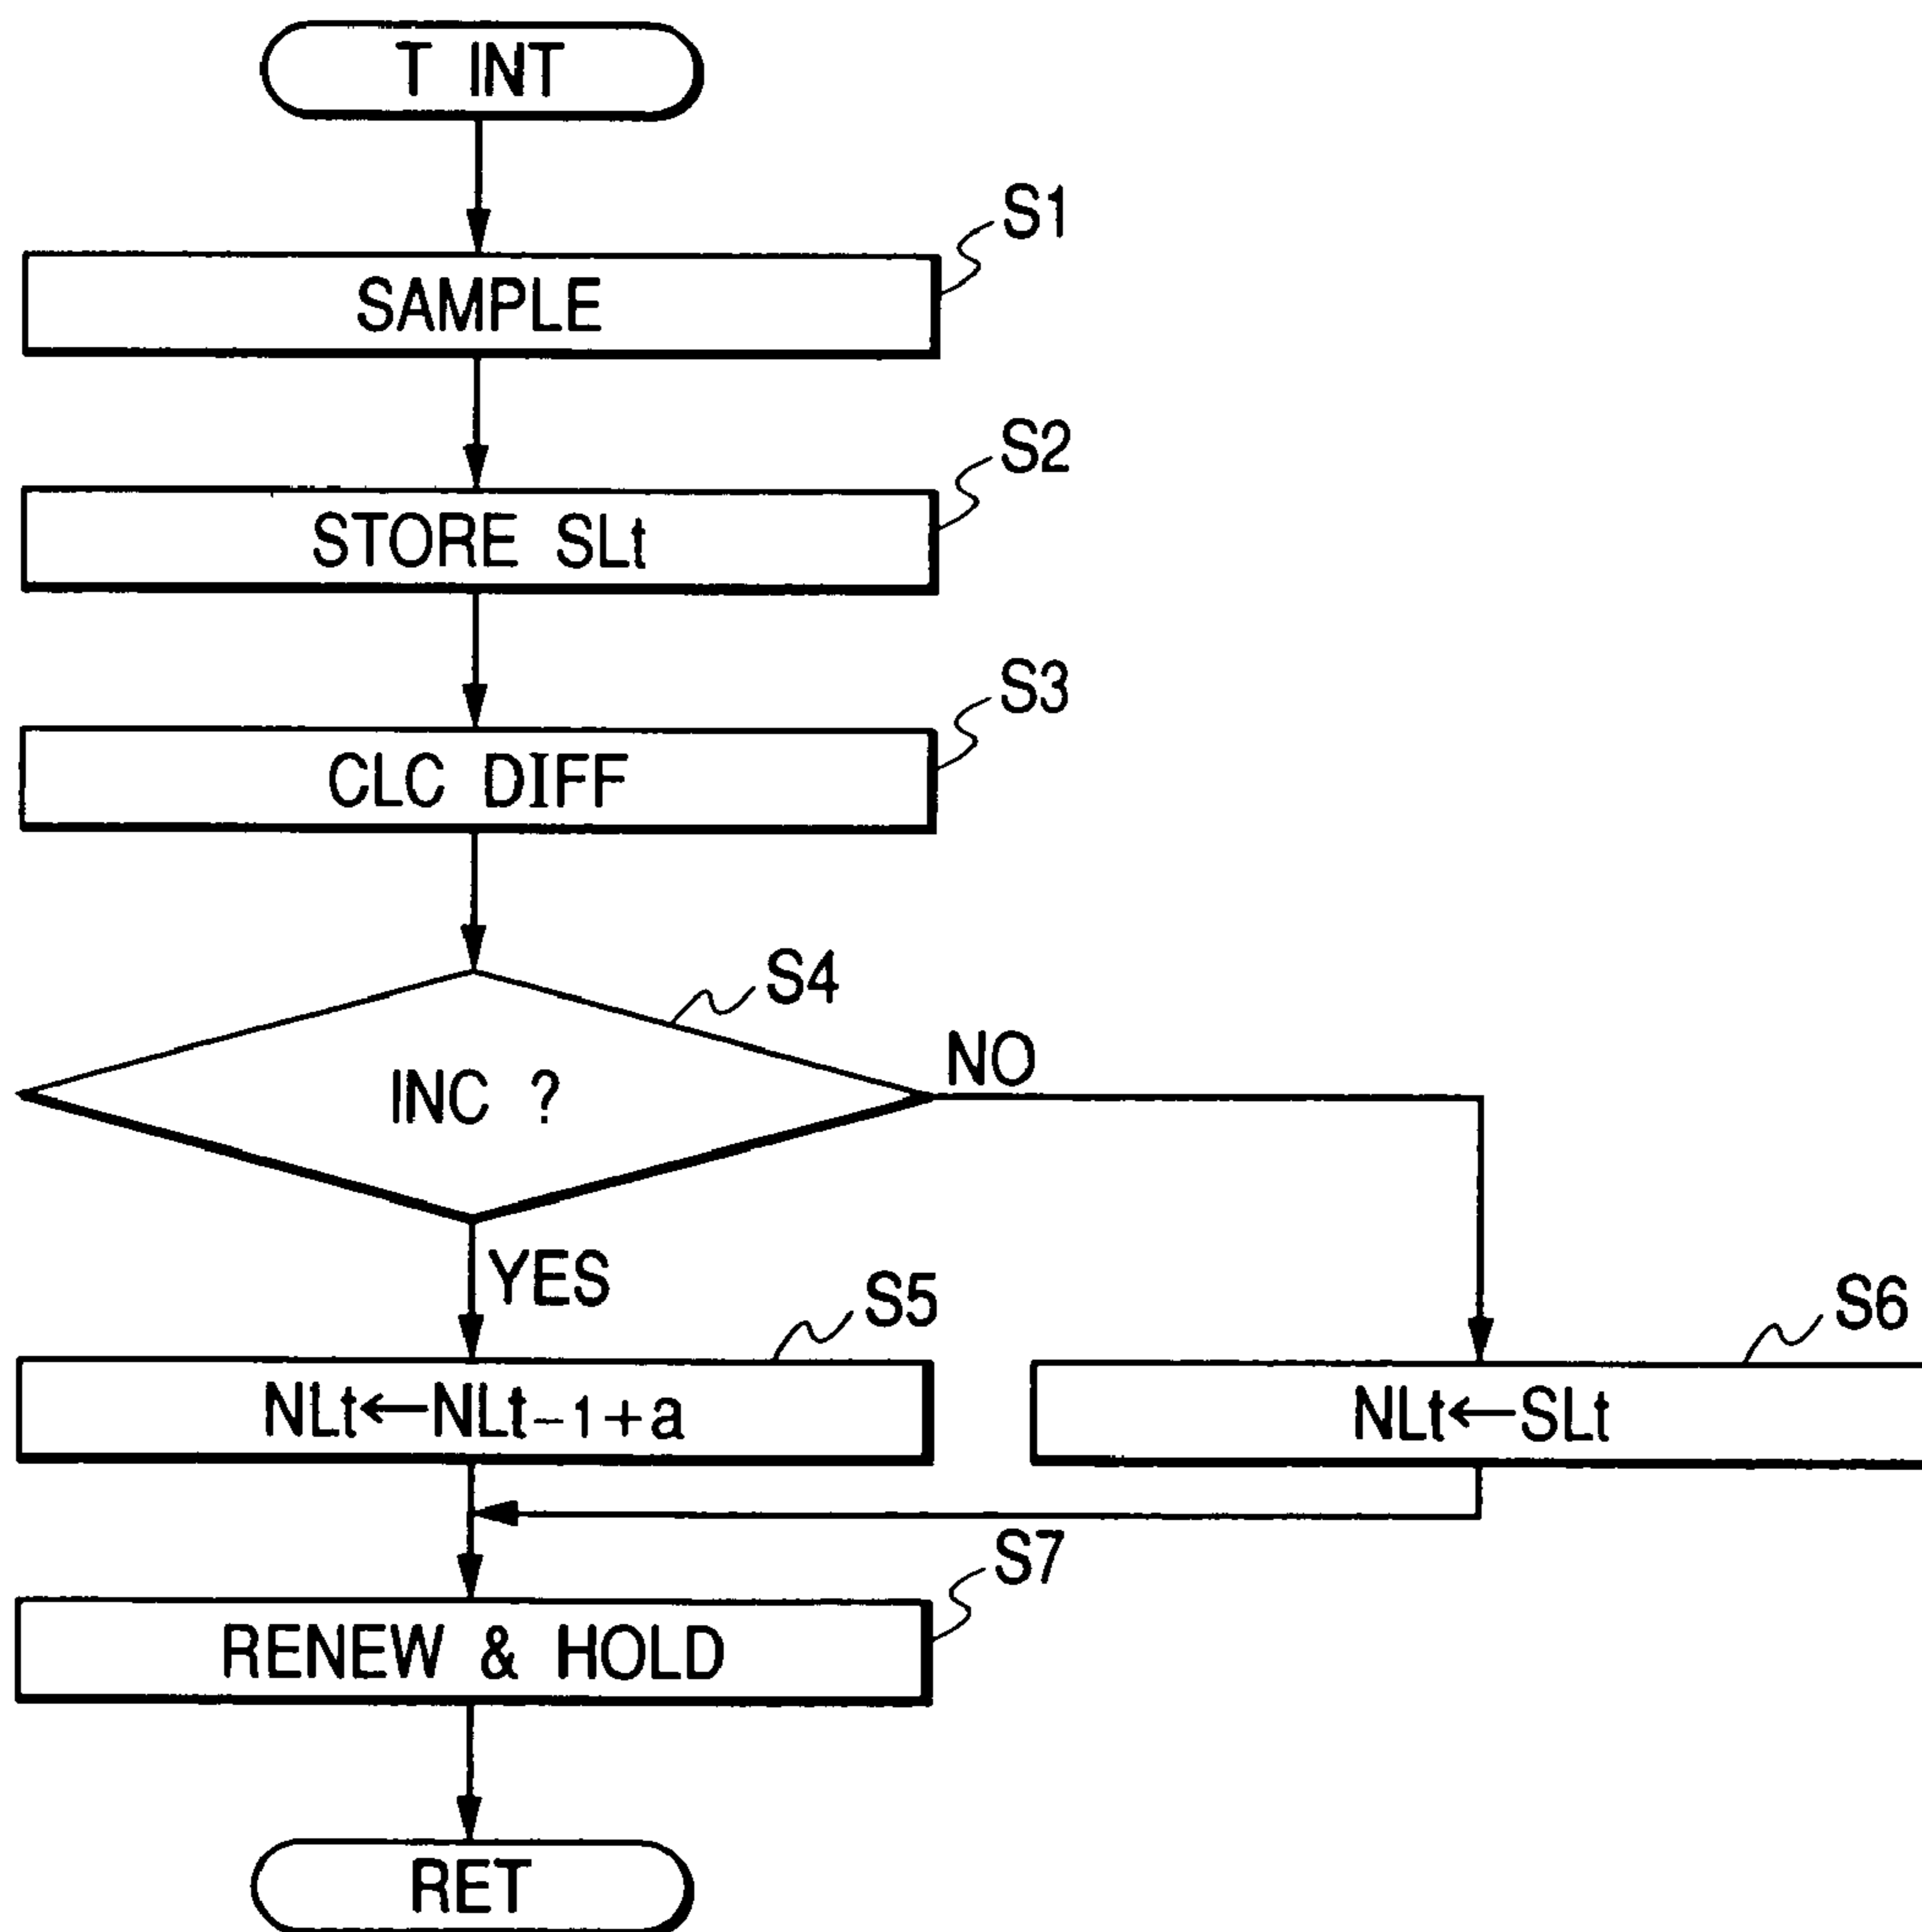 T INT
S1
SAMPLE
S2
STORE SLt
S3
CLC DIFF
S4
INC ?
NO
YES
S5
NLt←NLt-1+a
S6
NLt←SLt
S7
RENEW & HOLD
RET